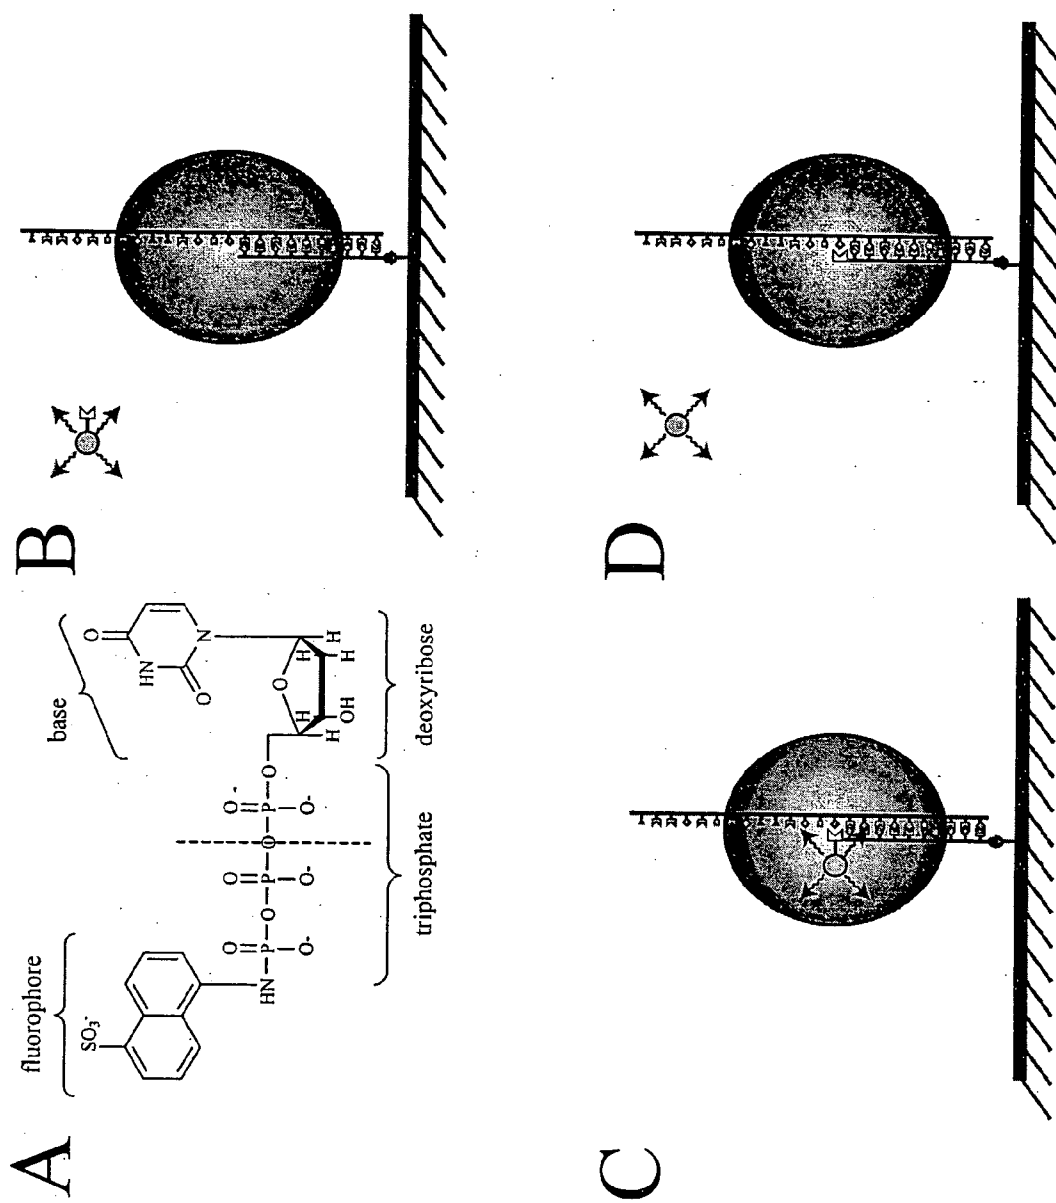 A
fluorophore
base
SO3-
HN
O
P
O-
O
P
O-
O
P
O-
O
O
O
O
HN
O
N
O
O
H
H
H
H
H
OH
triphosphate
deoxyribose
B
C
D